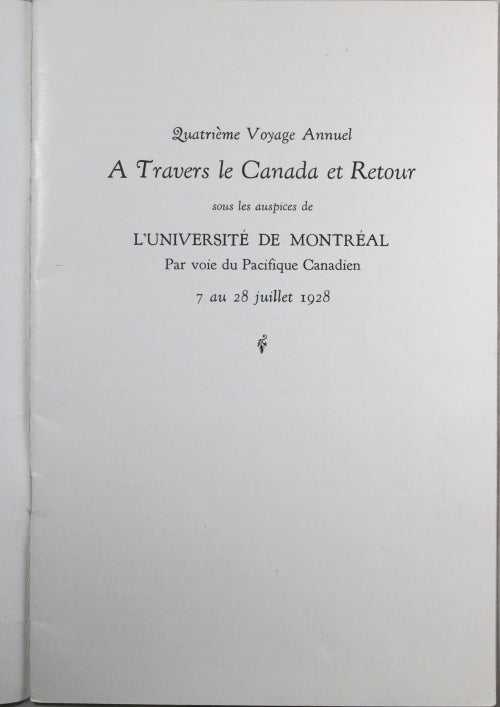 Quatrième Voyage Annuel
A Travers le Canada et Retour
sous les auspices de
L'UNIVERSITÉ DE MONTRÉAL
Par voie du Pacifique Canadien
7 au 28 juillet 1928